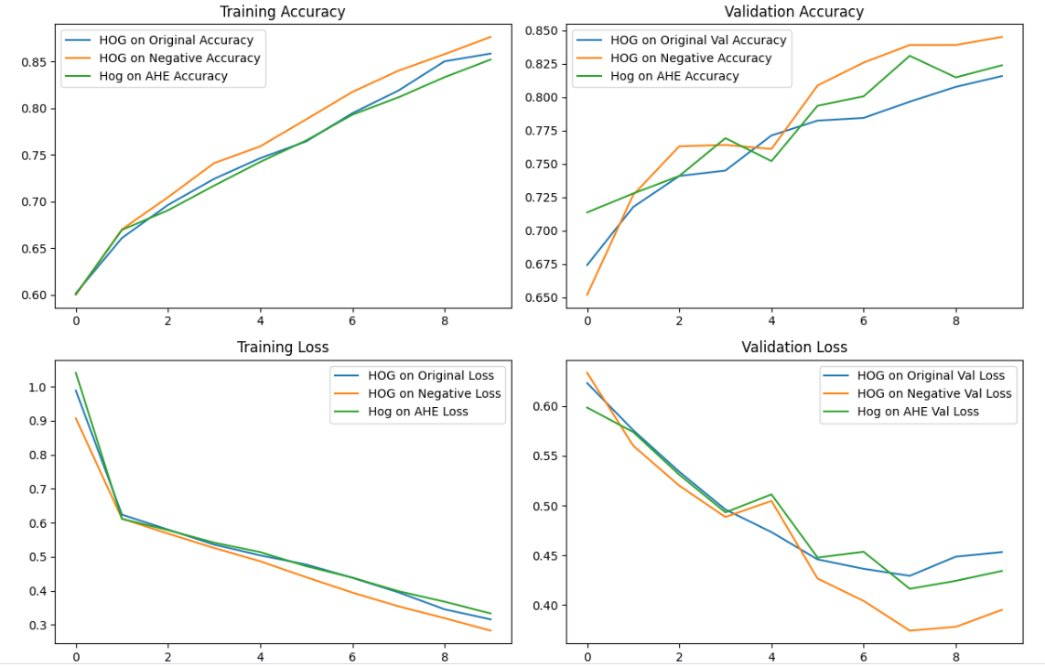 Training Accuracy
HOG on Original Accuracy
HOG on Negative Accuracy
Hog on AHE Accuracy
0.85
0.80
0.75
0.70
0.65
0.60
0 2 4 6 8
Validation Accuracy
HOG on Original Val Accuracy
HOG on Negative Accuracy
Hog on AHE Accuracy
0.850
0.825
0.800
0.775
0.750
0.725
0.700
0.675
0.650
0 2 4 6 8
Training Loss
HOG on Original Loss
HOG on Negative Loss
Hog on AHE Loss
1.0
0.9
0.8
0.7
0.6
0.5
0.4
0.3
0 2 4 6 8
Validation Loss
HOG on Original Val Loss
HOG on Negative Val Loss
Hog on AHE Val Loss
0.60
0.55
0.50
0.45
0.40
0 2 4 6 8